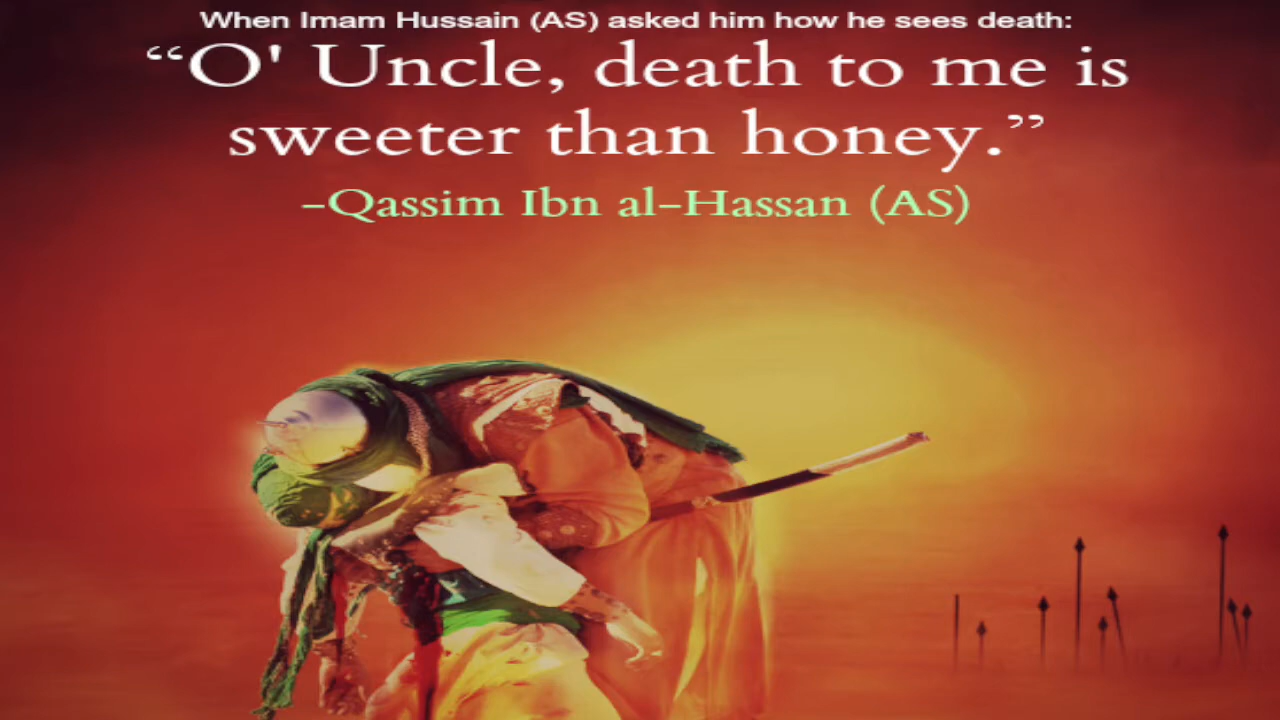 When Imam Hussain (AS) asked him how he sees death:
“O' Uncle, death to me is
sweeter than honey.”
–Qassim Ibn al–Hassan (AS)